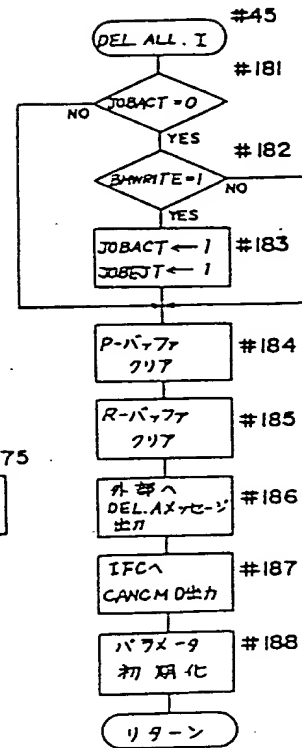 #45
DEL.ALL.I
#181
JOBACT=0
NO
YES
#182
BMWRITE=1
NO
YES
#183
JOBACT←1
JOBEJT←1
#184
P-バッファ
クリア
#185
R-バッファ
クリア
75
#186
外部へ
DEL.Aメッセージ
出力
#187
IFCへ
CANCMD出力
#188
パラメータ
初期化
リターン